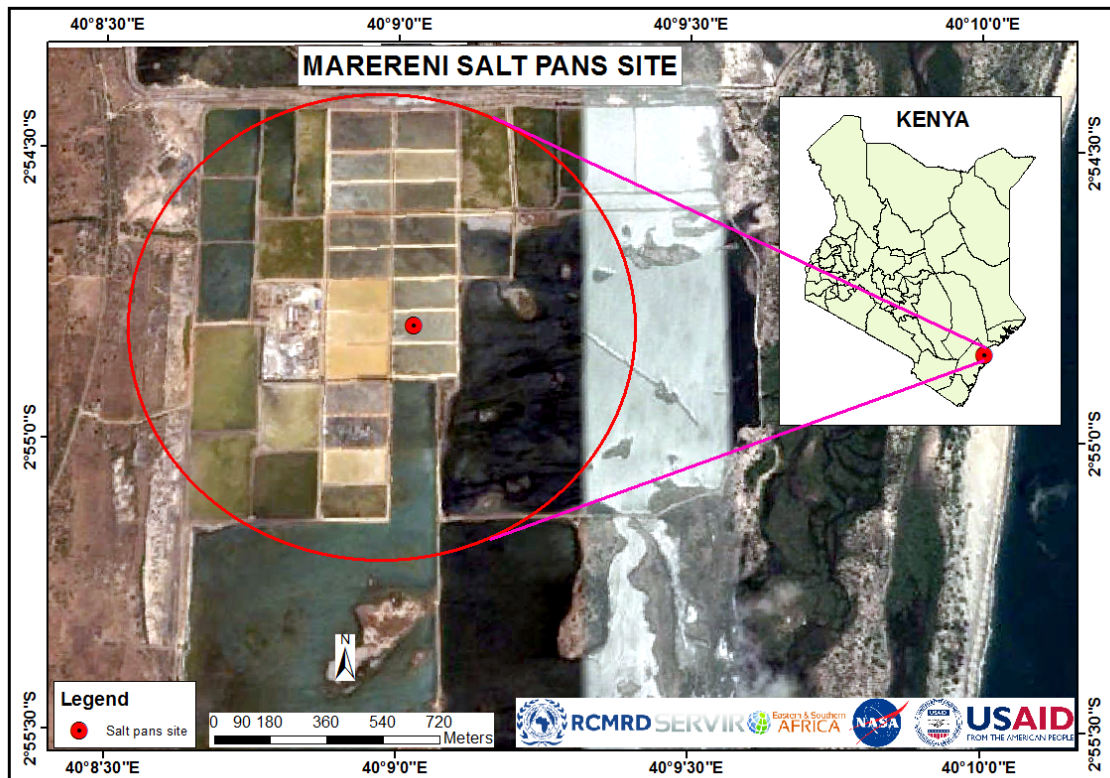 40°8'30"E 40°9'0"E 40°9'30"E 40°10'0"E
MARERENI SALT PANS SITE
KENYA
2°54'30"S
2°54'30"S
2°55'0"S
2°55'0"S
2°55'30"S
2°55'30"S
N
Legend
Salt pans site
0 90 180 360 540 720
Meters
RCMRD SERVIR Eastern & Southern
AFRICA
NASA
USAID
USAID
FROM THE AMERICAN PEOPLE
40°8'30"E 40°9'0"E 40°9'30"E 40°10'0"E